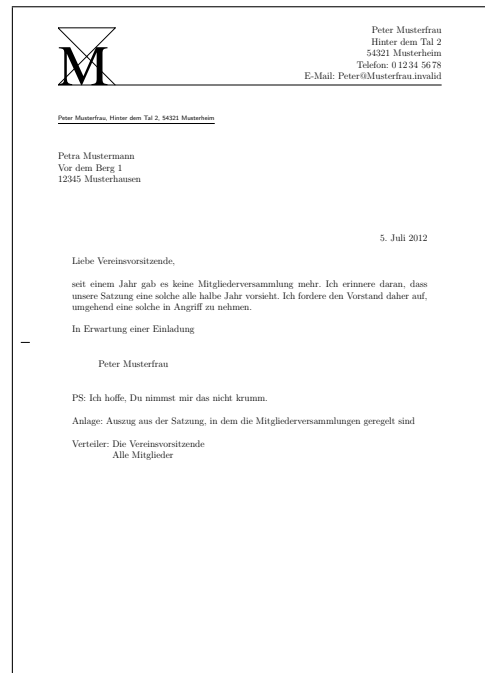 M
Peter Musterfrau
Hinter dem Tal 2
54321 Musterheim
Telefon: 0 12 34 56 78
E-Mail: Peter@Musterfrau.invalid
Peter Musterfrau, Hinter dem Tal 2, 54321 Musterheim
Petra Mustermann
Vor dem Berg 1
12345 Musterhausen
5. Juli 2012
Liebe Vereinsvorsitzende,
seit einem Jahr gab es keine Mitgliederversammlung mehr. Ich erinnere daran, dass
unsere Satzung eine solche alle halbe Jahr vorsieht. Ich fordere den Vorstand daher auf,
umgehend eine solche in Angriff zu nehmen.
In Erwartung einer Einladung
Peter Musterfrau
PS: Ich hoffe, Du nimmst mir das nicht krumm.
Anlage: Auszug aus der Satzung, in dem die Mitgliederversammlungen geregelt sind
Verteiler: Die Vereinsvorsitzende
Alle Mitglieder